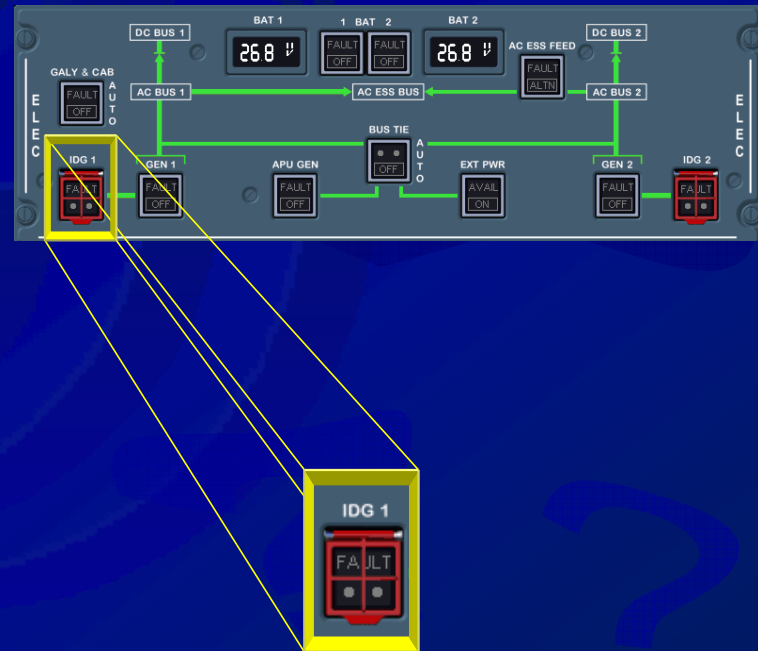 BAT 1
1 BAT 2
BAT 2
DC BUS 1
26.8 V
FAULT
OFF
FAULT
OFF
26.8 V
DC BUS 2
AC ESS FEED
FAULT
ALTN
GALY & CAB
FAULT
OFF
AUTO
AC BUS 1
AC ESS BUS
AC BUS 2
ELEC
ELEC
BUS TIE
OFF
AUTO
IDG 1
FAULT
GEN 1
FAULT
OFF
APU GEN
FAULT
OFF
EXT PWR
AVAIL
ON
GEN 2
FAULT
OFF
IDG 2
FAULT
IDG 1
FAULT